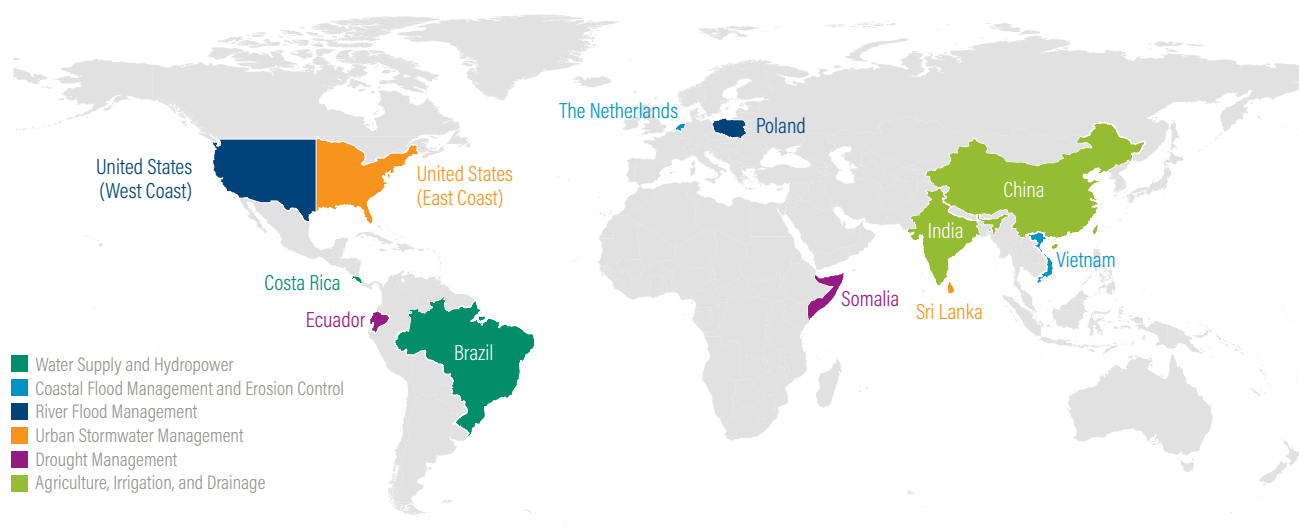 The Netherlands
Poland
United States
(West Coast)
United States
(East Coast)
China
India
Vietnam
Costa Rica
Somalia
Sri Lanka
Ecuador
Brazil
Water Supply and Hydropower
Coastal Flood Management and Erosion Control
River Flood Management
Urban Stormwater Management
Drought Management
Agriculture, Irrigation, and Drainage